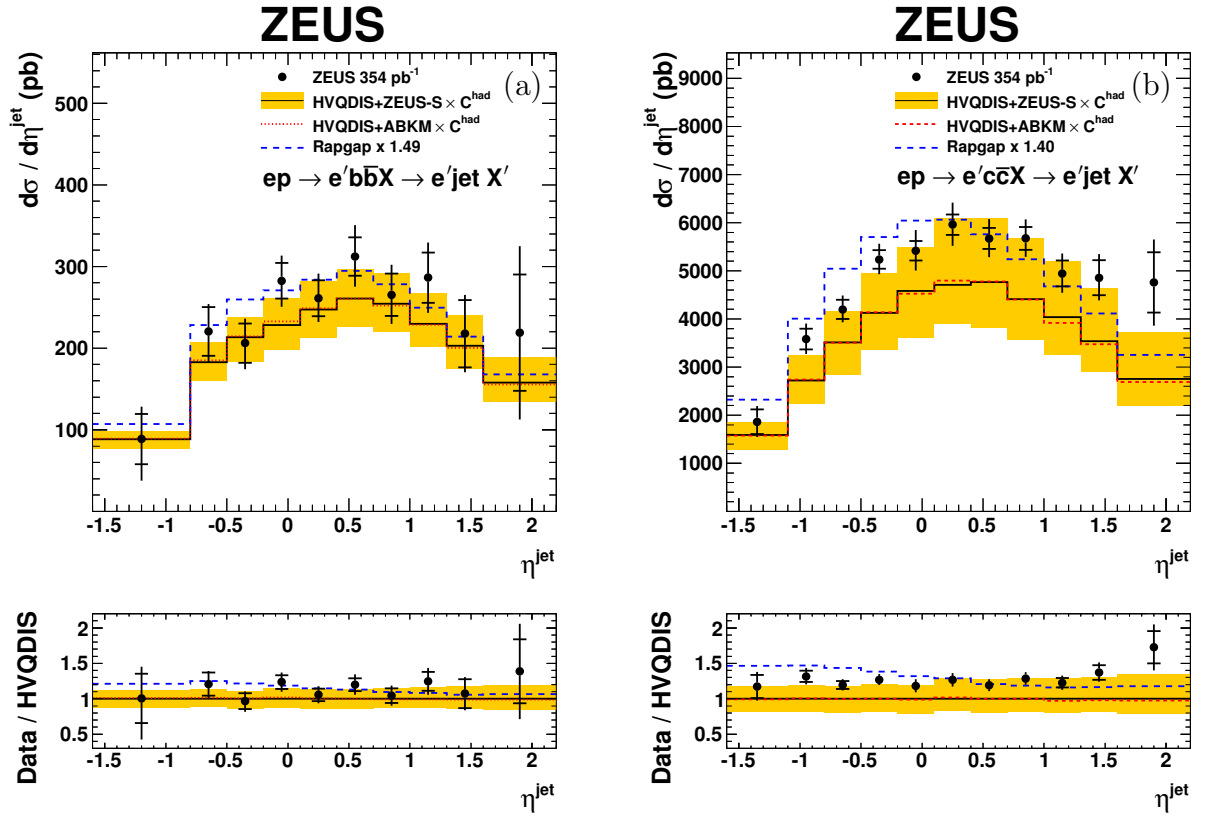 ZEUS
dσ / dη^jet (pb)
500
400
300
200
100
(a)
ZEUS 354 pb⁻¹
HVQDIS+ZEUS-S × C^had
HVQDIS+ABKM × C^had
Rapgap x 1.49
ep → e′bb̅X → e′jet X′
-1.5 -1 -0.5 0 0.5 1 1.5 2
η^jet
Data / HVQDIS
2
1.5
1
0.5
-1.5 -1 -0.5 0 0.5 1 1.5 2
η^jet
ZEUS
dσ / dη^jet (pb)
9000
8000
7000
6000
5000
4000
3000
2000
1000
(b)
ZEUS 354 pb⁻¹
HVQDIS+ZEUS-S × C^had
HVQDIS+ABKM × C^had
Rapgap x 1.40
ep → e′cc̅X → e′jet X′
-1.5 -1 -0.5 0 0.5 1 1.5 2
η^jet
Data / HVQDIS
2
1.5
1
0.5
-1.5 -1 -0.5 0 0.5 1 1.5 2
η^jet